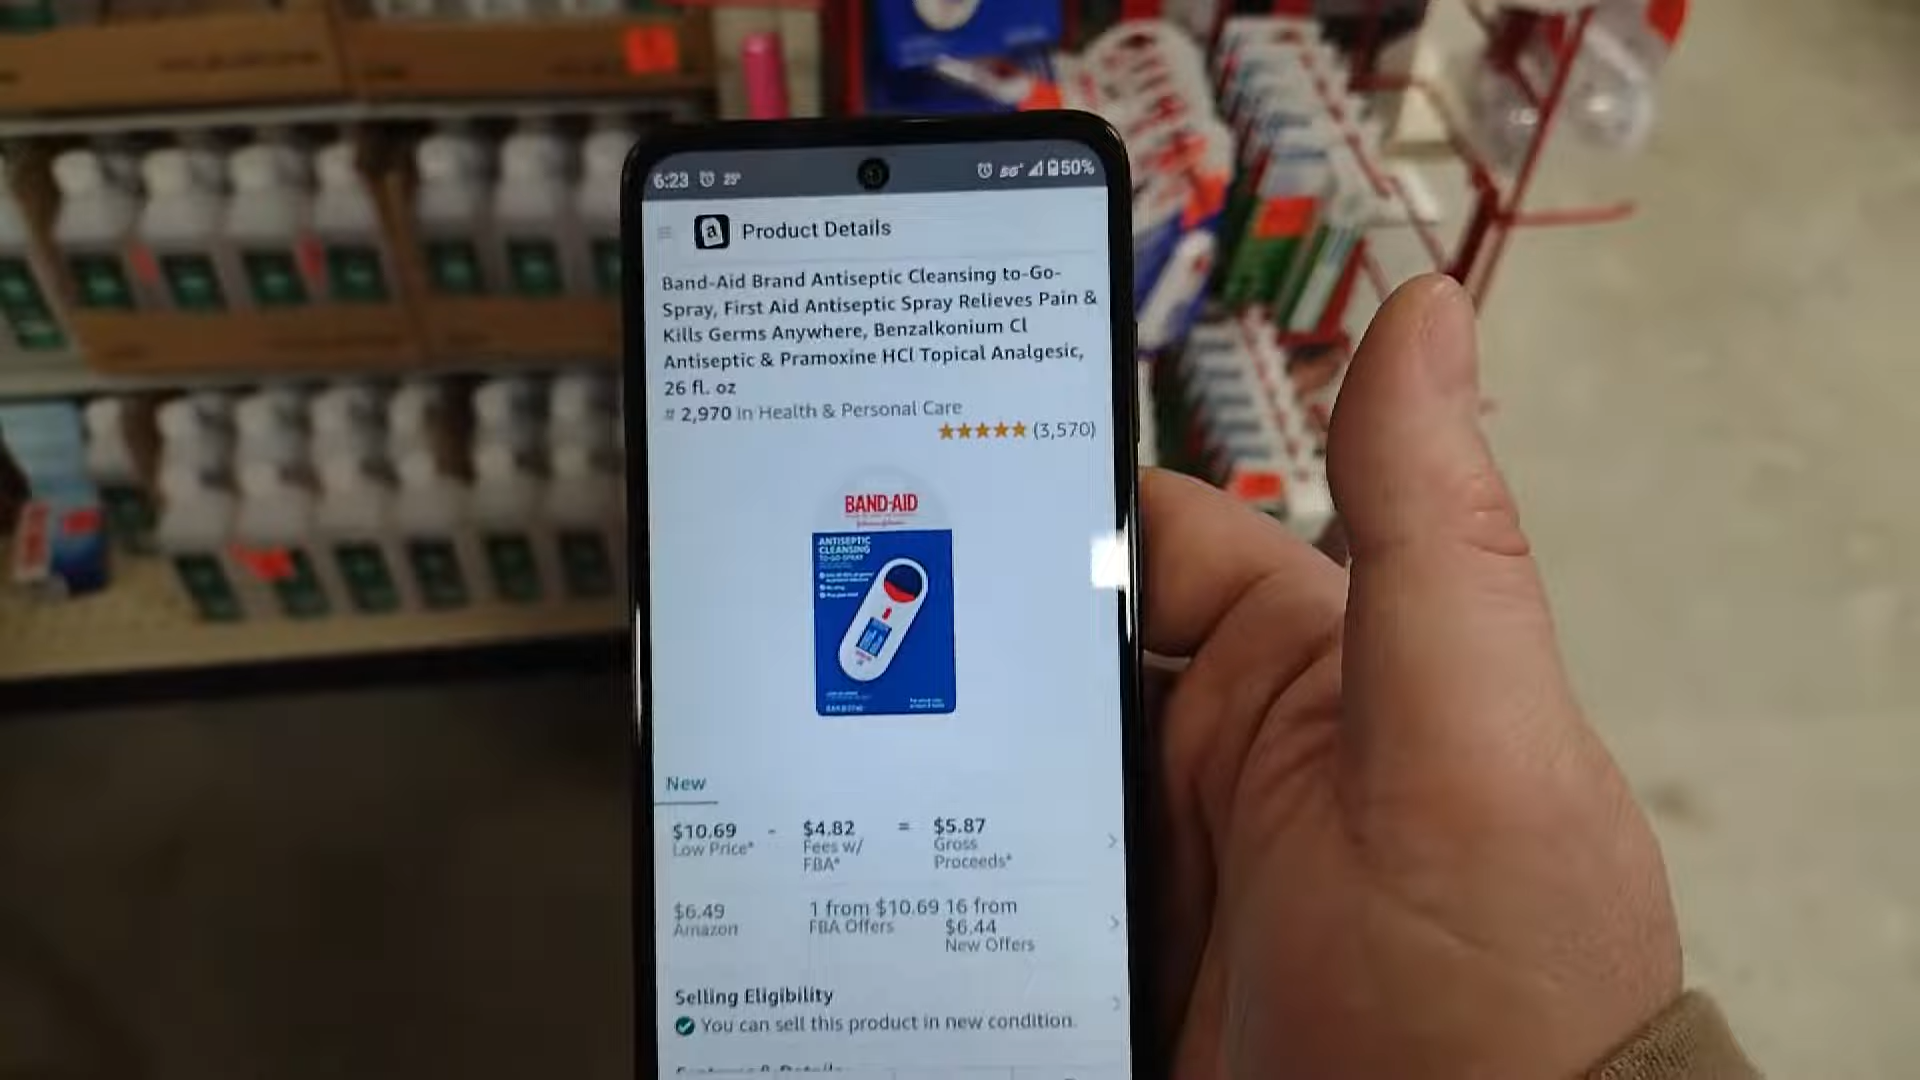 6:23 25° 5G+ 50%
Product Details
Band-Aid Brand Antiseptic Cleansing to-Go-
Spray, First Aid Antiseptic Spray Relieves Pain &
Kills Germs Anywhere, Benzalkonium Cl
Antiseptic & Pramoxine HCl Topical Analgesic,
26 fl. oz
# 2,970 in Health & Personal Care
(3,570)
BAND-AID
ANTISEPTIC
CLEANSING
TO-GO SPRAY
New
$10.69 - $4.82 = $5.87
Low Price* Fees w/ FBA* Gross Proceeds*
$6.49 1 from $10.69 16 from $6.44
Amazon FBA Offers New Offers
Selling Eligibility
You can sell this product in new condition.